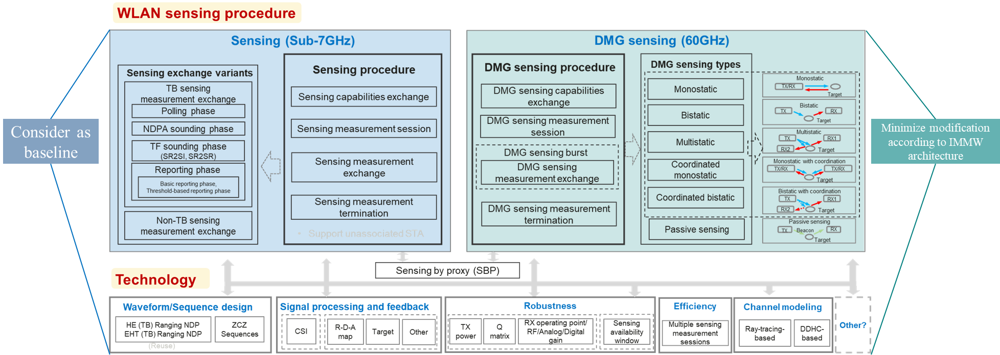 WLAN sensing procedure
Consider as
baseline
Sensing (Sub-7GHz)
Sensing exchange variants
TB sensing
measurement exchange
Polling phase
NDPA sounding phase
TF sounding phase
(SR2SI, SR2SR)
Reporting phase
Basic reporting phase,
Threshold-based reporting phase
Non-TB sensing
measurement exchange
Sensing procedure
Sensing capabilities exchange
Sensing measurement session
Sensing measurement
exchange
Sensing measurement
termination
• Support unassociated STA
DMG sensing (60GHz)
DMG sensing procedure
DMG sensing capabilities
exchange
DMG sensing measurement
session
DMG sensing burst
DMG sensing
measurement exchange
DMG sensing measurement
termination
DMG sensing types
Monostatic
Bistatic
Multistatic
Coordinated
monostatic
Coordinated bistatic
Passive sensing
Monostatic
TX/RX
Target
Bistatic
TX
RX
Target
Multistatic
TX
RX1
RX2
Target
Monostatic with coordination
TX/RX
TX/RX
Target
Bistatic with coordination
TX
RX1
RX2
Target
Passive sensing
TX
Beacon
RX
Target
Minimize modification
according to IMMW
architecture
Sensing by proxy (SBP)
Technology
Waveform/Sequence design
HE (TB) Ranging NDP
EHT (TB) Ranging NDP
(Reuse)
ZCZ
Sequences
Signal processing and feedback
CSI
R-D-A
map
Target
Other
Robustness
TX
power
Q
matrix
RX operating point/
RF/Analog/Digital
gain
Sensing
availability
window
Efficiency
Multiple sensing
measurement
sessions
Channel modeling
Ray-tracing-
based
DDHC-
based
Other?